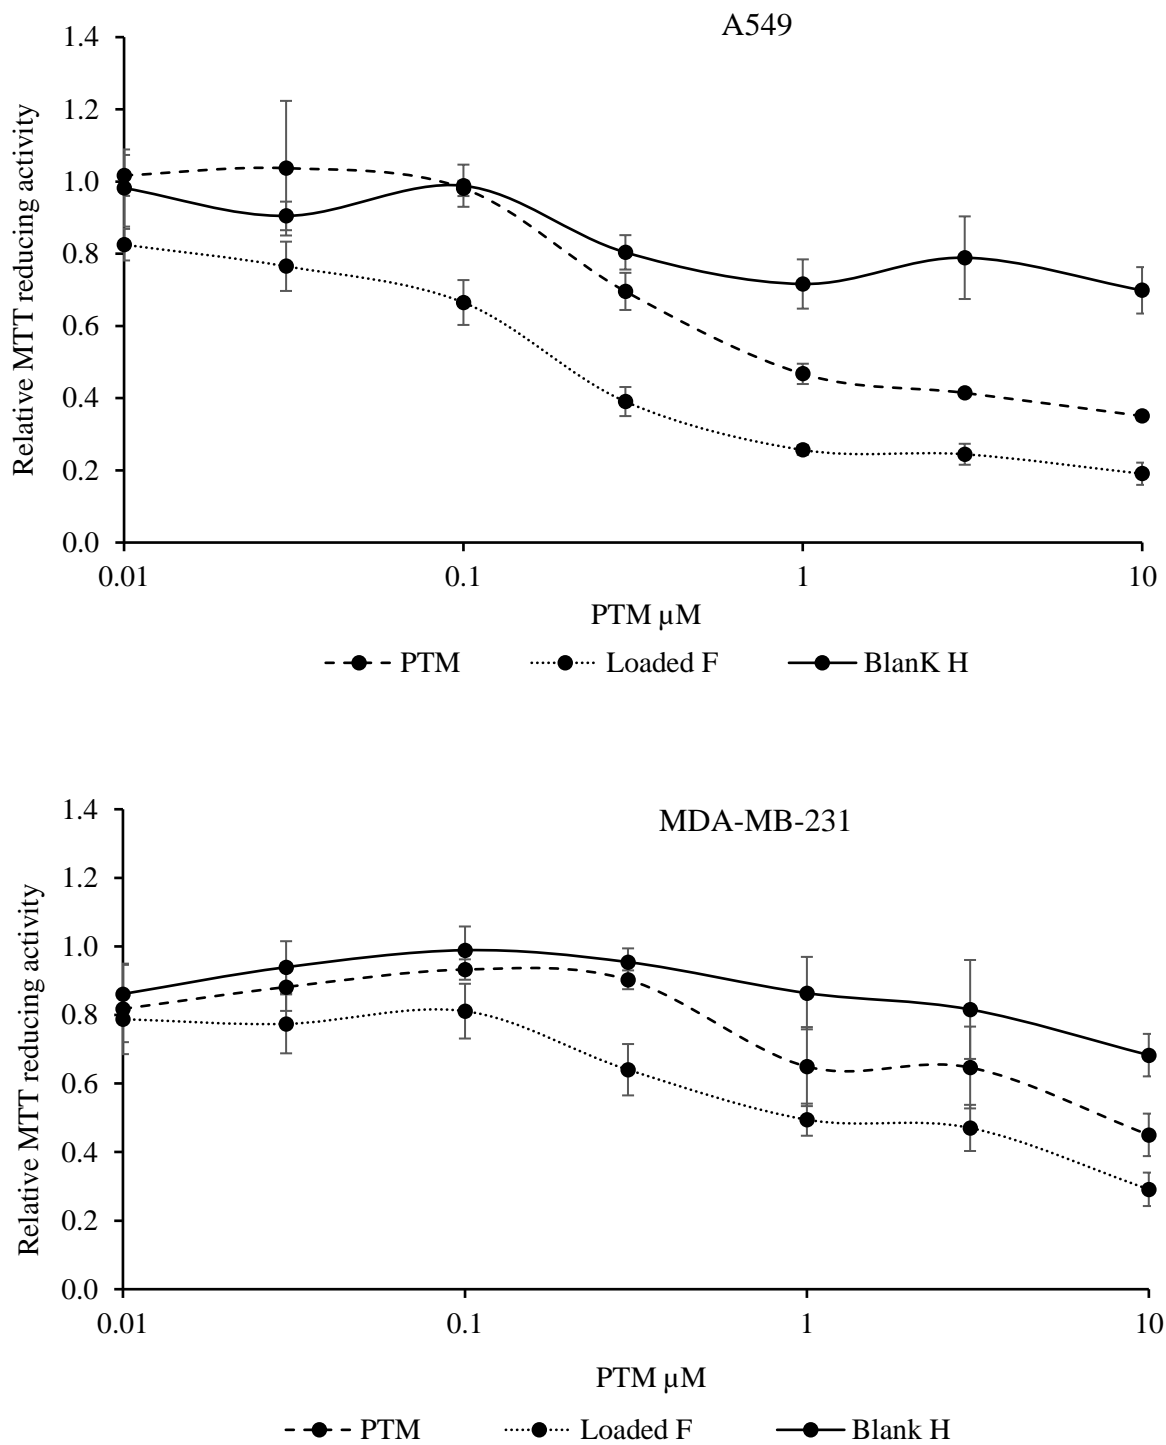 A549
1.4
1.2
1.0
0.8
0.6
0.4
0.2
0.0
Relative MTT reducing activity
0.01 0.1 1 10
PTM µM
PTM Loaded F BlanK H
MDA-MB-231
1.4
1.2
1.0
0.8
0.6
0.4
0.2
0.0
Relative MTT reducing activity
0.01 0.1 1 10
PTM µM
PTM Loaded F Blank H